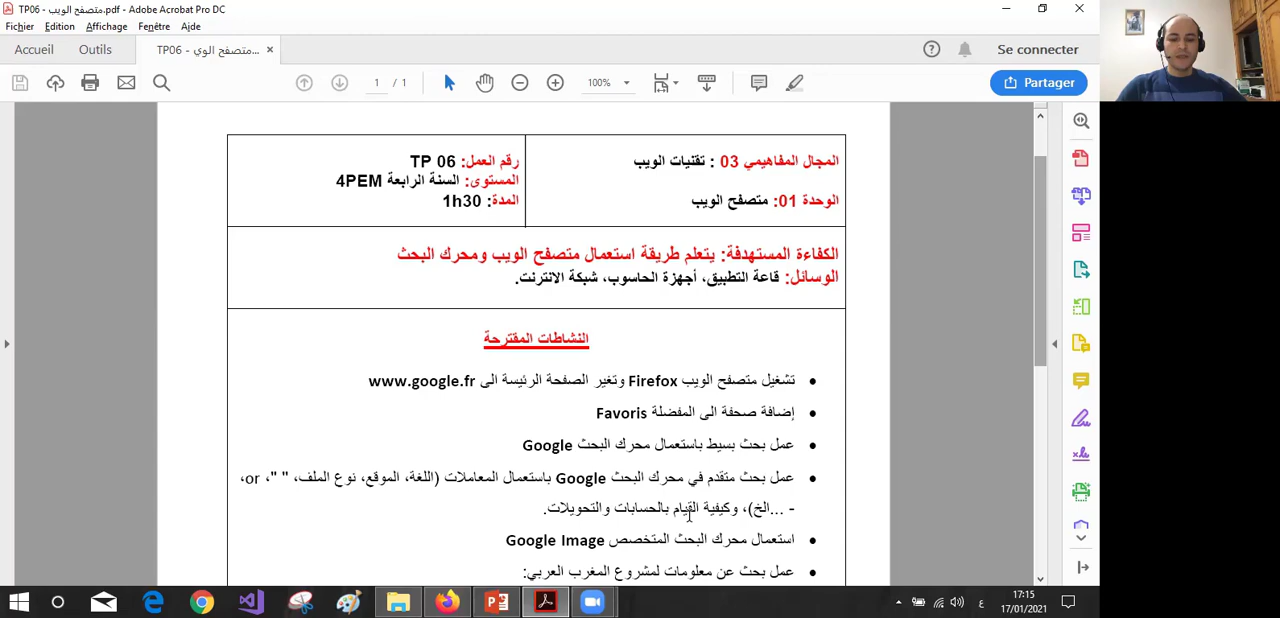 TP06 - متصفح الويب.pdf - Adobe Acrobat Pro DC
Fichier Edition Affichage Fenêtre Aide
Accueil Outils TP06 - متصفح الوي... × Se connecter
1 / 1 100% Partager
المجال المفاهيمي 03 : تقنيات الويب
الوحدة 01: متصفح الويب
رقم العمل: TP 06
المستوى: السنة الرابعة 4PEM
المدة: 1h30
الكفاءة المستهدفة: يتعلم طريقة استعمال متصفح الويب ومحرك البحث
الوسائل: قاعة التطبيق، أجهزة الحاسوب، شبكة الانترنت.
النشاطات المقترحة
• تشغيل متصفح الويب Firefox وتغير الصفحة الرئيسة الى www.google.fr
• إضافة صحفة الى المفضلة Favoris
• عمل بحث بسيط باستعمال محرك البحث Google
• عمل بحث متقدم في محرك البحث Google باستعمال المعاملات (اللغة، الموقع، نوع الملف، " "، or،
- ...الخ)، وكيفية القيام بالحسابات والتحويلات.
• استعمال محرك البحث المتخصص Google Image
• عمل بحث عن معلومات لمشروع المغرب العربي:
ع 17:15
17/01/2021